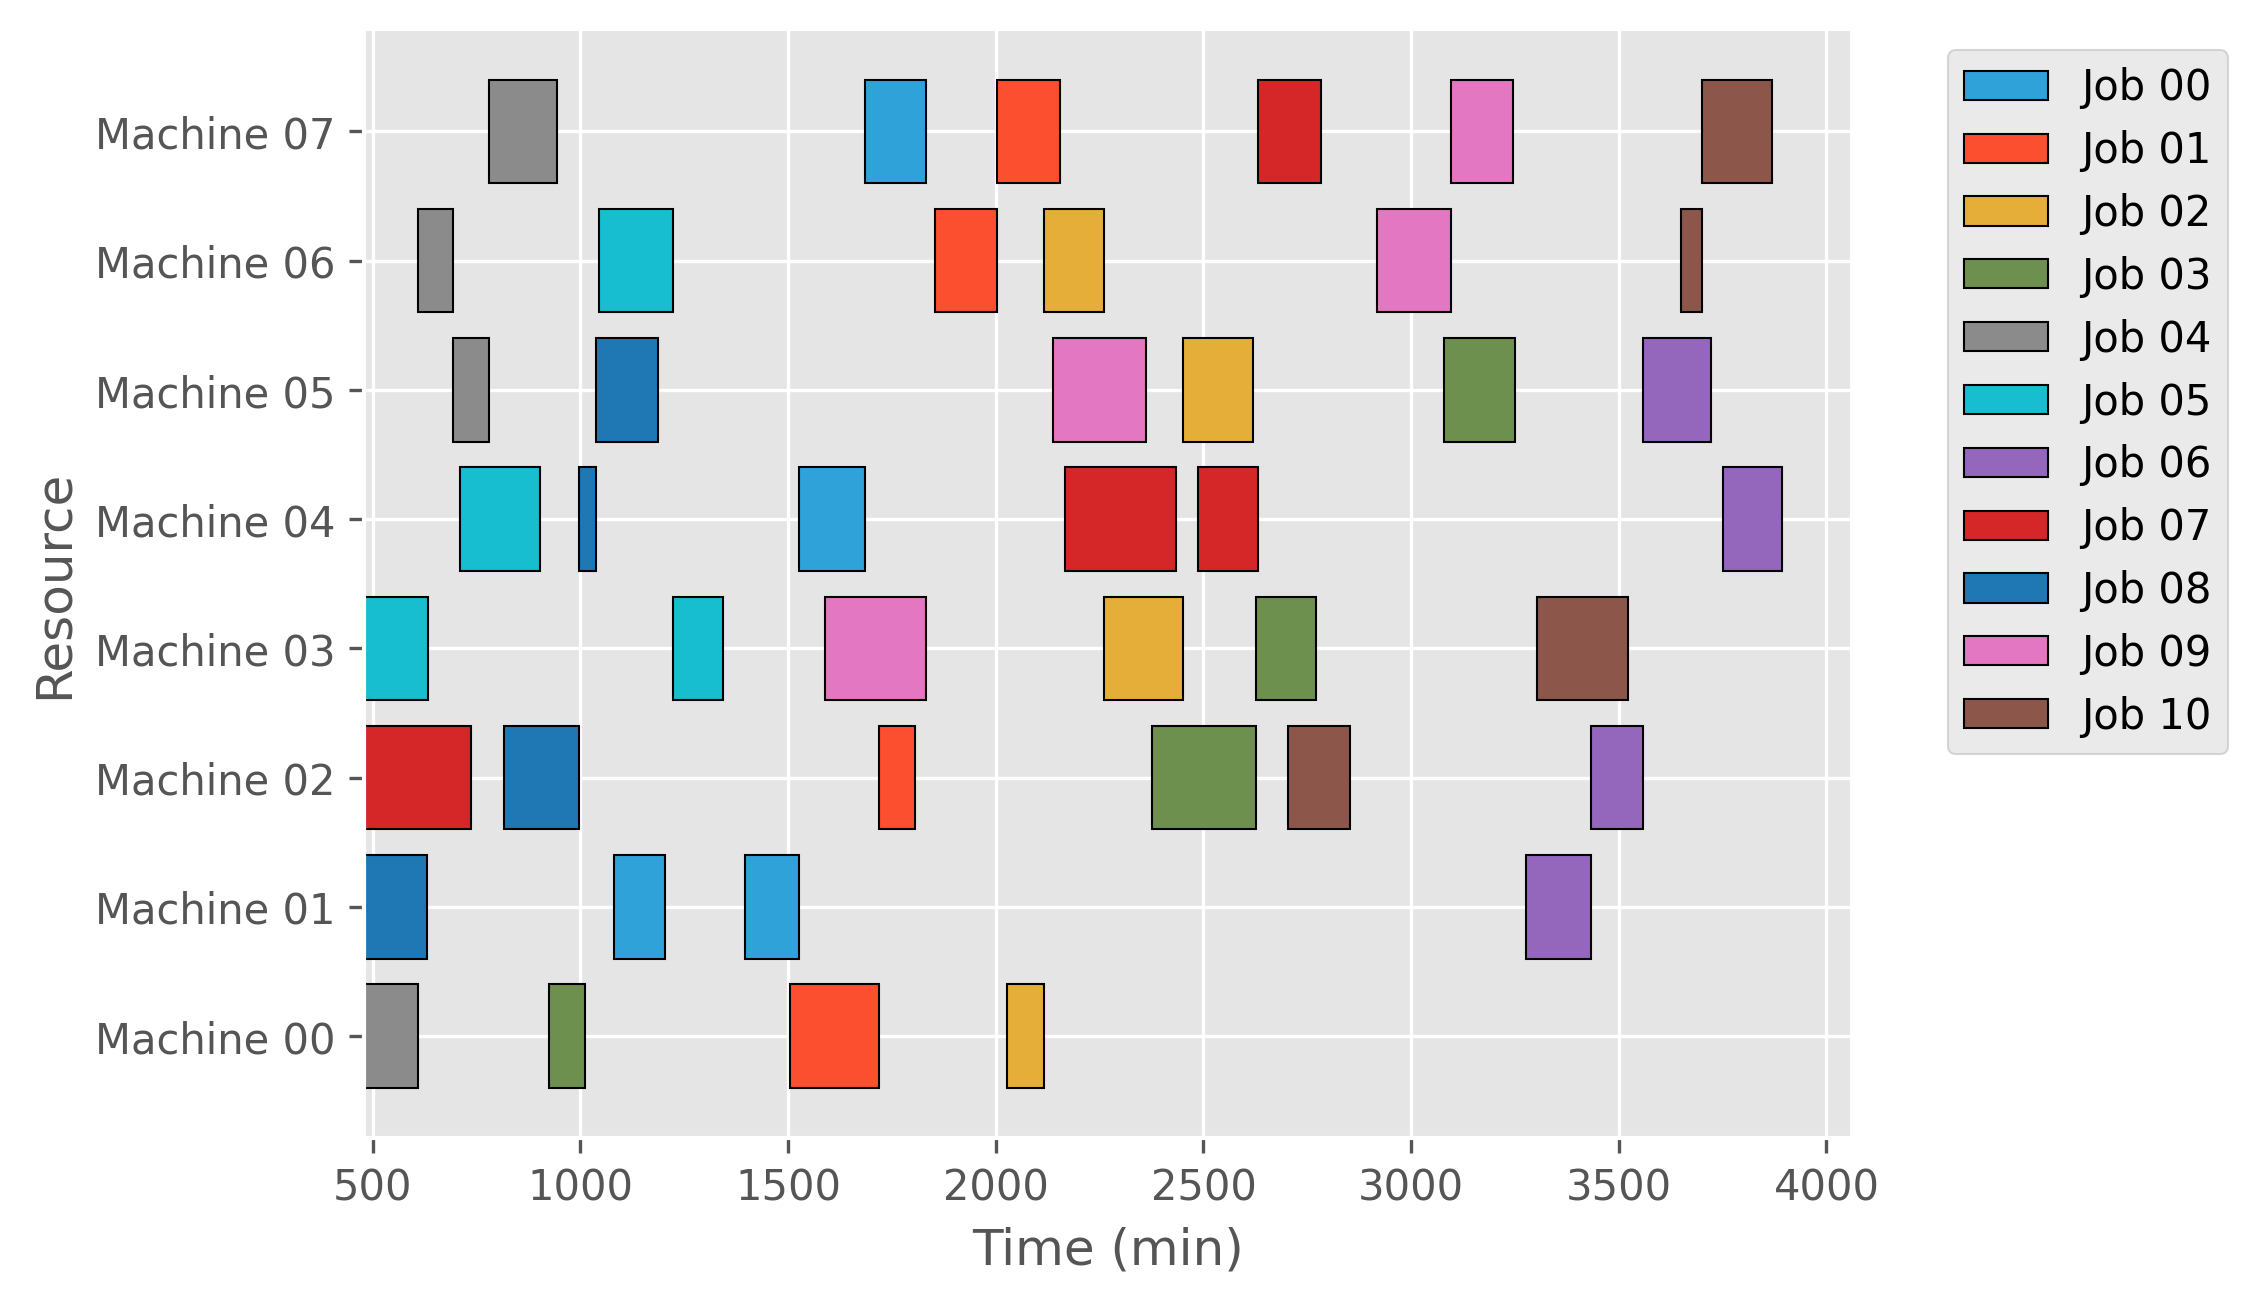 Machine 07
Machine 06
Machine 05
Machine 04
Machine 03
Machine 02
Machine 01
Machine 00
Resource
500 1000 1500 2000 2500 3000 3500 4000
Time (min)
Job 00
Job 01
Job 02
Job 03
Job 04
Job 05
Job 06
Job 07
Job 08
Job 09
Job 10